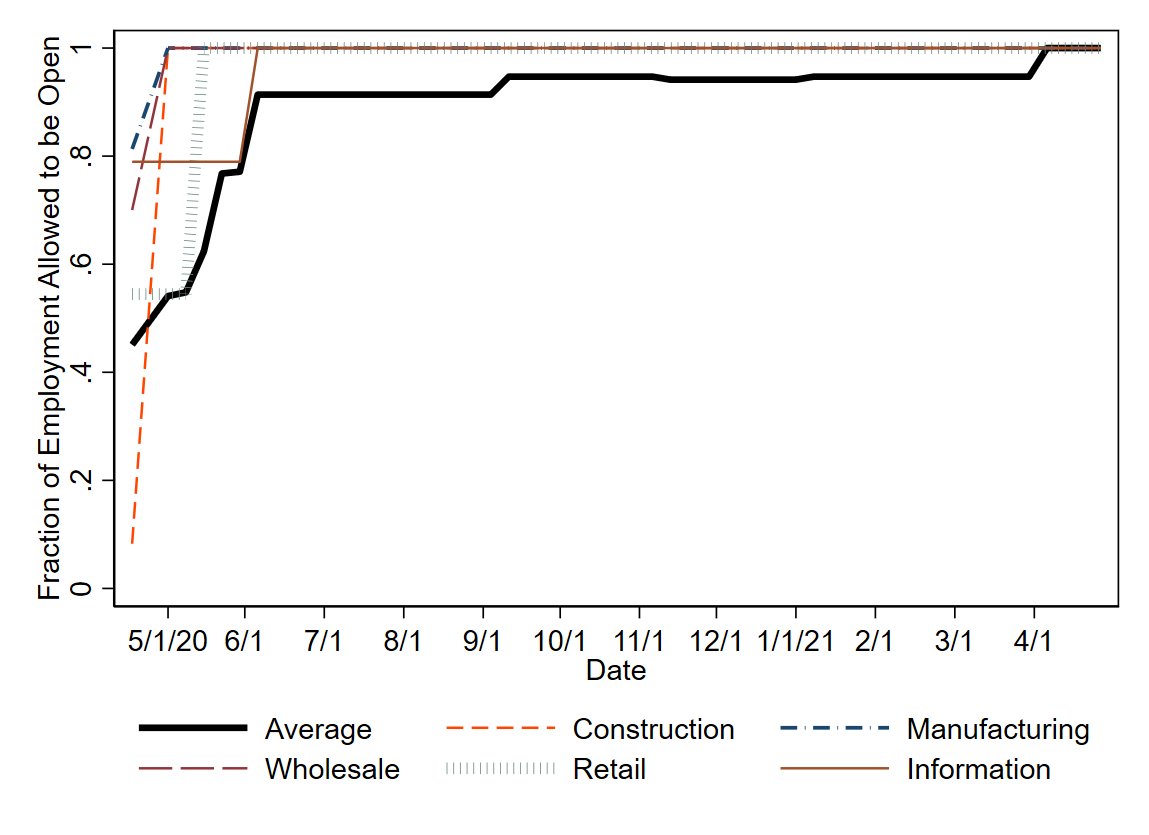 Fraction of Employment Allowed to be Open
1
.8
.6
.4
.2
0
5/1/20 6/1 7/1 8/1 9/1 10/1 11/1 12/1 1/1/21 2/1 3/1 4/1
Date
Average Construction Manufacturing
Wholesale Retail Information